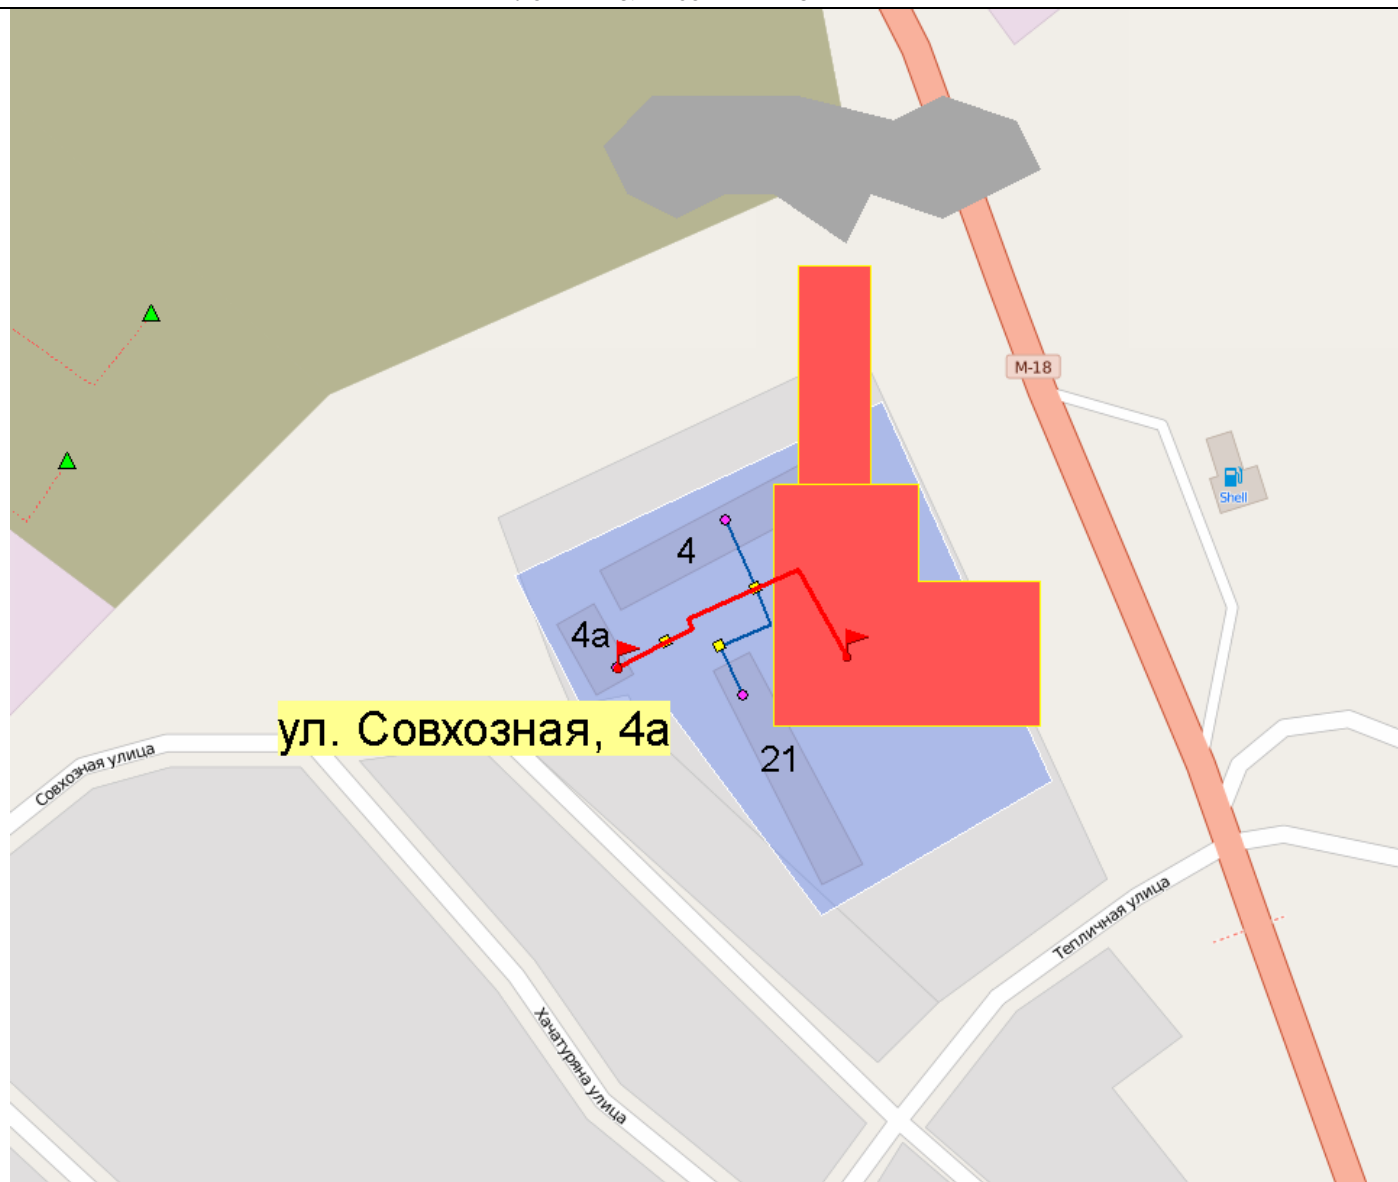 М-18
Shell
4
4а
ул. Совхозная, 4а
21
Совхозная улица
Тепличная улица
Хачатуряна улица